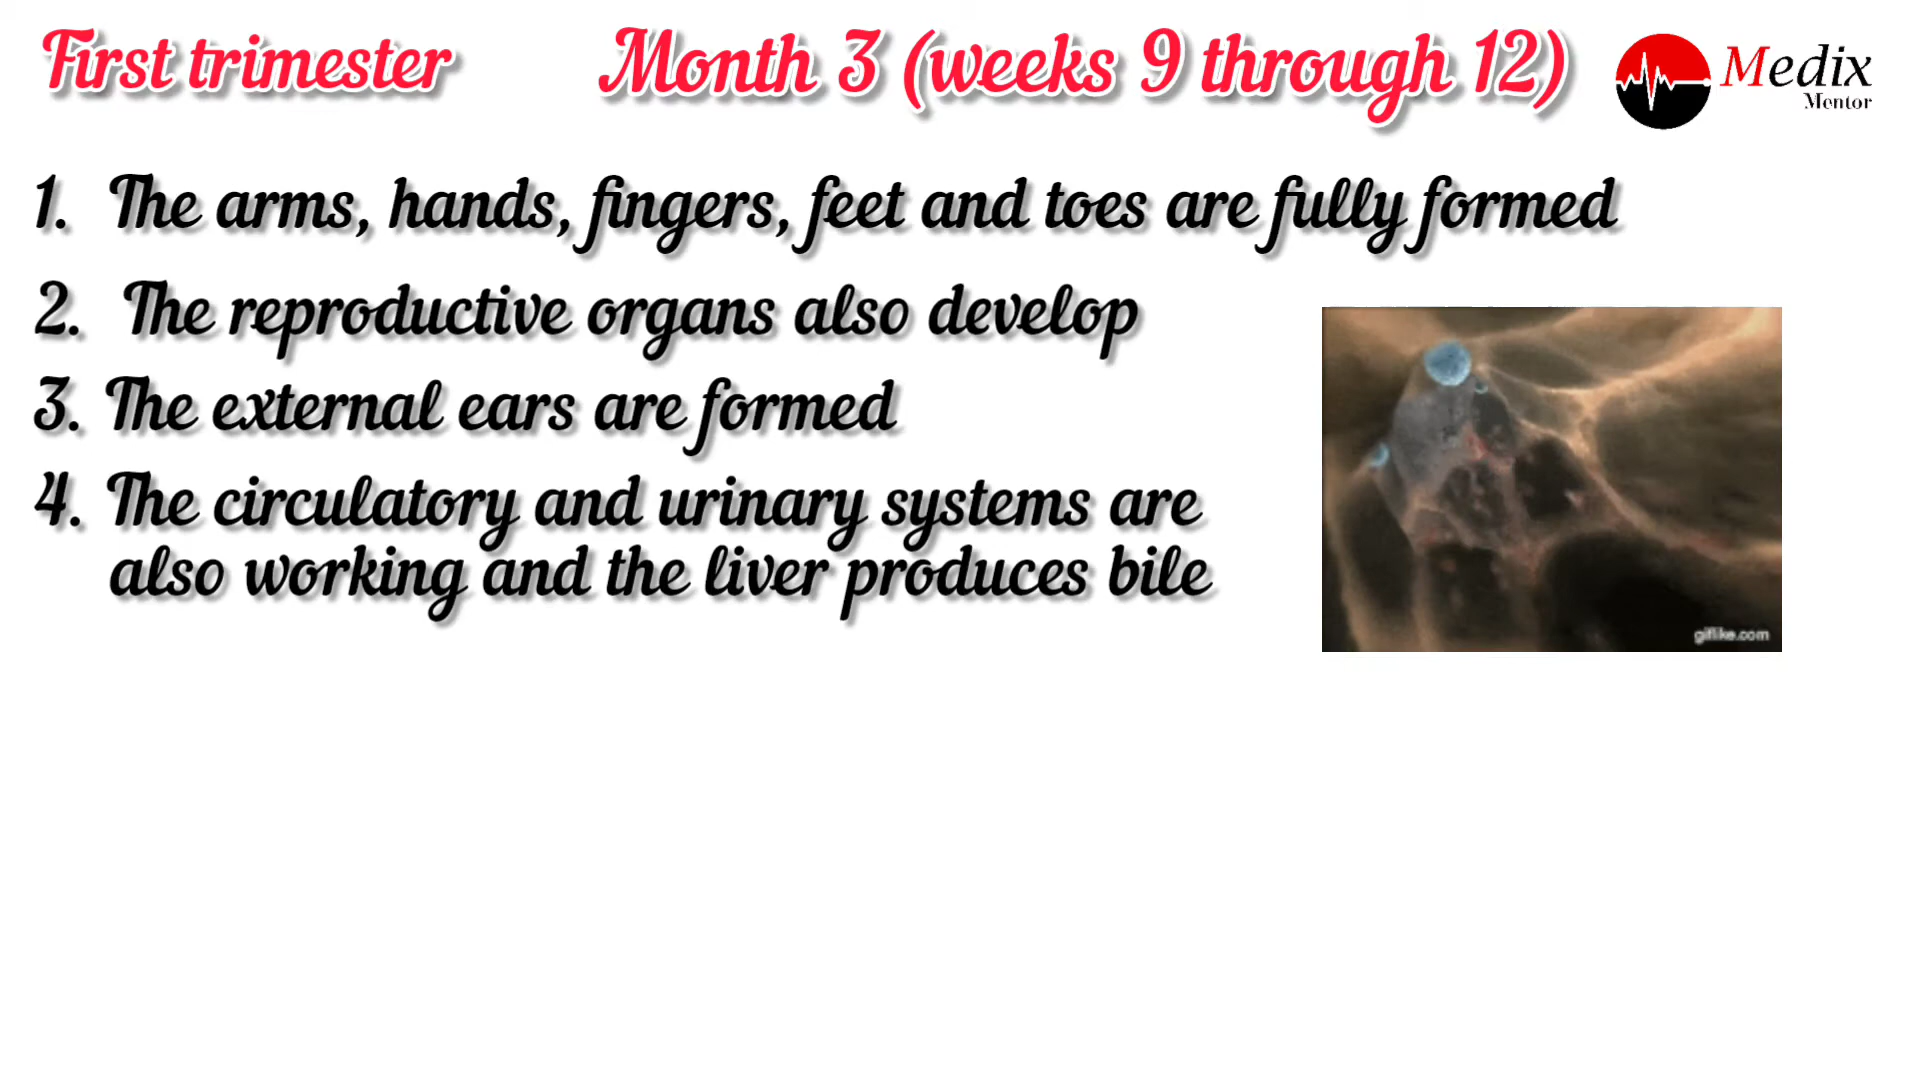 First trimester
Month 3 (weeks 9 through 12)
Medix
Mentor
1. The arms, hands, fingers, feet and toes are fully formed
2. The reproductive organs also develop
3. The external ears are formed
4. The circulatory and urinary systems are
also working and the liver produces bile
giflike.com